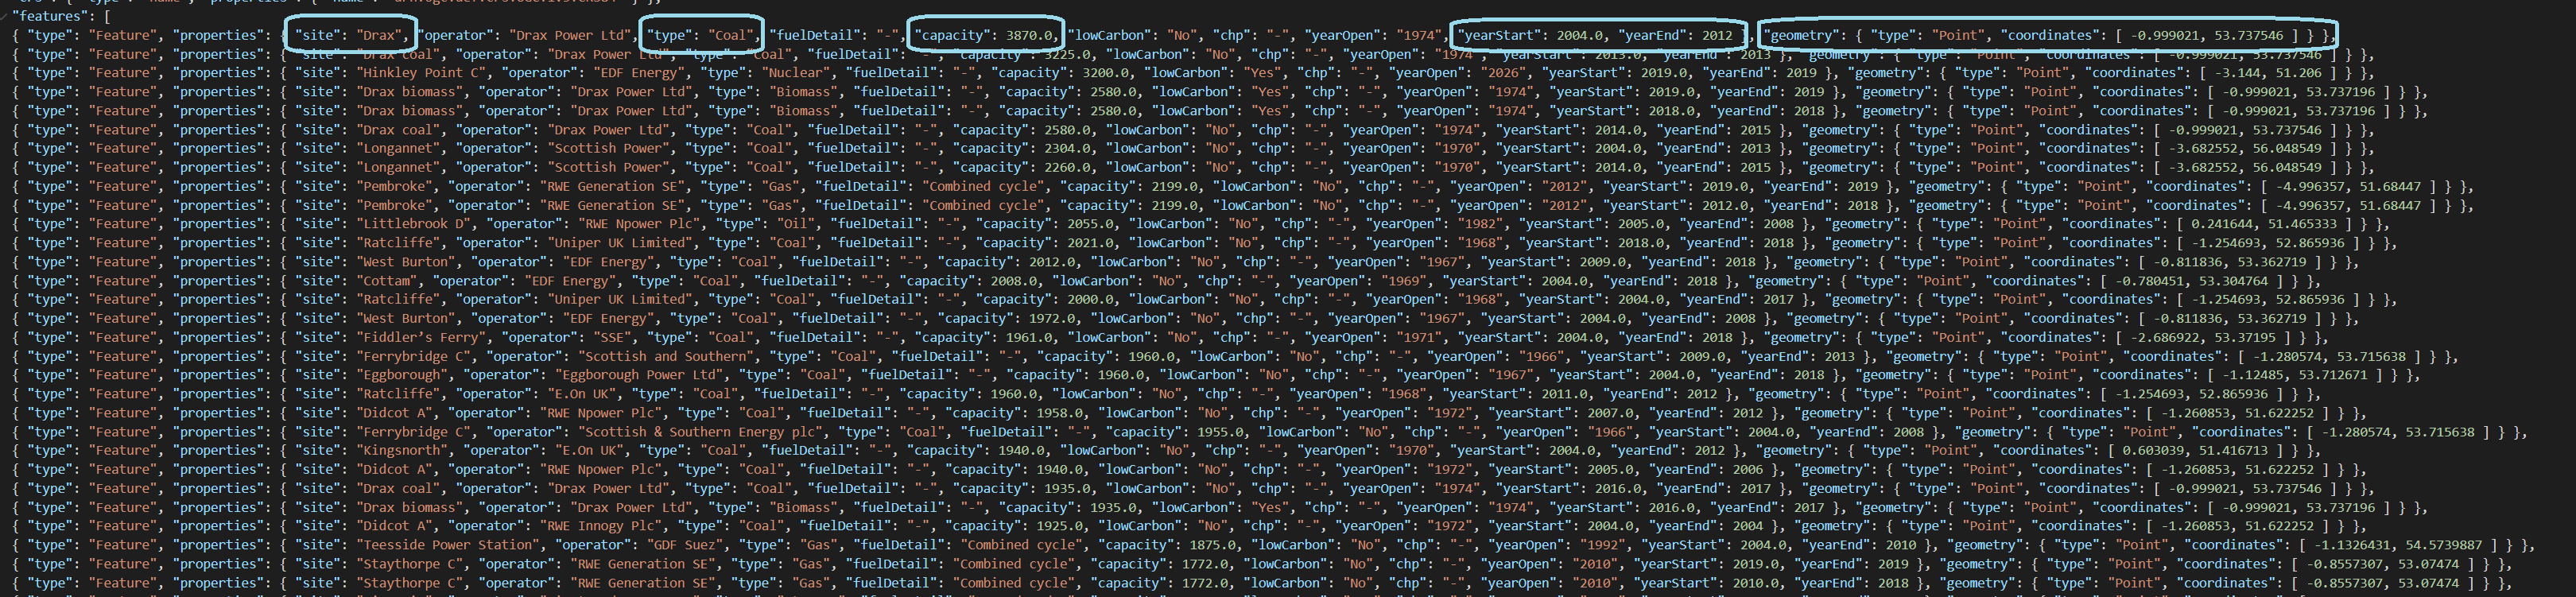 "features": [
{ "type": "Feature", "properties": { "site": "Drax", "operator": "Drax Power Ltd", "type": "Coal", "fuelDetail": "-", "capacity": 3870.0, "lowCarbon": "No", "chp": "-", "yearOpen": "1974", "yearStart": 2004.0, "yearEnd": 2012 }, "geometry": { "type": "Point", "coordinates": [ -0.999021, 53.737546 ] } },
{ "type": "Feature", "properties": { "site": "Drax coal", "operator": "Drax Power Ltd", "type": "Coal", "fuelDetail": "-", "capacity": 3225.0, "lowCarbon": "No", "chp": "-", "yearOpen": "1974", "yearStart": 2013.0, "yearEnd": 2013 }, "geometry": { "type": "Point", "coordinates": [ -0.999021, 53.737546 ] } },
{ "type": "Feature", "properties": { "site": "Hinkley Point C", "operator": "EDF Energy", "type": "Nuclear", "fuelDetail": "-", "capacity": 3200.0, "lowCarbon": "Yes", "chp": "-", "yearOpen": "2026", "yearStart": 2019.0, "yearEnd": 2019 }, "geometry": { "type": "Point", "coordinates": [ -3.144, 51.206 ] } },
{ "type": "Feature", "properties": { "site": "Drax biomass", "operator": "Drax Power Ltd", "type": "Biomass", "fuelDetail": "-", "capacity": 2580.0, "lowCarbon": "Yes", "chp": "-", "yearOpen": "1974", "yearStart": 2019.0, "yearEnd": 2019 }, "geometry": { "type": "Point", "coordinates": [ -0.999021, 53.737196 ] } },
{ "type": "Feature", "properties": { "site": "Drax biomass", "operator": "Drax Power Ltd", "type": "Biomass", "fuelDetail": "-", "capacity": 2580.0, "lowCarbon": "Yes", "chp": "-", "yearOpen": "1974", "yearStart": 2018.0, "yearEnd": 2018 }, "geometry": { "type": "Point", "coordinates": [ -0.999021, 53.737196 ] } },
{ "type": "Feature", "properties": { "site": "Drax coal", "operator": "Drax Power Ltd", "type": "Coal", "fuelDetail": "-", "capacity": 2580.0, "lowCarbon": "No", "chp": "-", "yearOpen": "1974", "yearStart": 2014.0, "yearEnd": 2015 }, "geometry": { "type": "Point", "coordinates": [ -0.999021, 53.737546 ] } },
{ "type": "Feature", "properties": { "site": "Longannet", "operator": "Scottish Power", "type": "Coal", "fuelDetail": "-", "capacity": 2304.0, "lowCarbon": "No", "chp": "-", "yearOpen": "1970", "yearStart": 2004.0, "yearEnd": 2013 }, "geometry": { "type": "Point", "coordinates": [ -3.682552, 56.048549 ] } },
{ "type": "Feature", "properties": { "site": "Longannet", "operator": "Scottish Power", "type": "Coal", "fuelDetail": "-", "capacity": 2260.0, "lowCarbon": "No", "chp": "-", "yearOpen": "1970", "yearStart": 2014.0, "yearEnd": 2015 }, "geometry": { "type": "Point", "coordinates": [ -3.682552, 56.048549 ] } },
{ "type": "Feature", "properties": { "site": "Pembroke", "operator": "RWE Generation SE", "type": "Gas", "fuelDetail": "Combined cycle", "capacity": 2199.0, "lowCarbon": "No", "chp": "-", "yearOpen": "2012", "yearStart": 2019.0, "yearEnd": 2019 }, "geometry": { "type": "Point", "coordinates": [ -4.996357, 51.68447 ] } },
{ "type": "Feature", "properties": { "site": "Pembroke", "operator": "RWE Generation SE", "type": "Gas", "fuelDetail": "Combined cycle", "capacity": 2199.0, "lowCarbon": "No", "chp": "-", "yearOpen": "2012", "yearStart": 2012.0, "yearEnd": 2018 }, "geometry": { "type": "Point", "coordinates": [ -4.996357, 51.68447 ] } },
{ "type": "Feature", "properties": { "site": "Littlebrook D", "operator": "RWE Npower Plc", "type": "Oil", "fuelDetail": "-", "capacity": 2055.0, "lowCarbon": "No", "chp": "-", "yearOpen": "1982", "yearStart": 2005.0, "yearEnd": 2008 }, "geometry": { "type": "Point", "coordinates": [ 0.241644, 51.465333 ] } },
{ "type": "Feature", "properties": { "site": "Ratcliffe", "operator": "Uniper UK Limited", "type": "Coal", "fuelDetail": "-", "capacity": 2021.0, "lowCarbon": "No", "chp": "-", "yearOpen": "1968", "yearStart": 2018.0, "yearEnd": 2018 }, "geometry": { "type": "Point", "coordinates": [ -1.254693, 52.865936 ] } },
{ "type": "Feature", "properties": { "site": "West Burton", "operator": "EDF Energy", "type": "Coal", "fuelDetail": "-", "capacity": 2012.0, "lowCarbon": "No", "chp": "-", "yearOpen": "1967", "yearStart": 2009.0, "yearEnd": 2018 }, "geometry": { "type": "Point", "coordinates": [ -0.811836, 53.362719 ] } },
{ "type": "Feature", "properties": { "site": "Cottam", "operator": "EDF Energy", "type": "Coal", "fuelDetail": "-", "capacity": 2008.0, "lowCarbon": "No", "chp": "-", "yearOpen": "1969", "yearStart": 2004.0, "yearEnd": 2018 }, "geometry": { "type": "Point", "coordinates": [ -0.780451, 53.304764 ] } },
{ "type": "Feature", "properties": { "site": "Ratcliffe", "operator": "Uniper UK Limited", "type": "Coal", "fuelDetail": "-", "capacity": 2000.0, "lowCarbon": "No", "chp": "-", "yearOpen": "1968", "yearStart": 2004.0, "yearEnd": 2017 }, "geometry": { "type": "Point", "coordinates": [ -1.254693, 52.865936 ] } },
{ "type": "Feature", "properties": { "site": "West Burton", "operator": "EDF Energy", "type": "Coal", "fuelDetail": "-", "capacity": 1972.0, "lowCarbon": "No", "chp": "-", "yearOpen": "1967", "yearStart": 2004.0, "yearEnd": 2008 }, "geometry": { "type": "Point", "coordinates": [ -0.811836, 53.362719 ] } },
{ "type": "Feature", "properties": { "site": "Fiddler’s Ferry", "operator": "SSE", "type": "Coal", "fuelDetail": "-", "capacity": 1961.0, "lowCarbon": "No", "chp": "-", "yearOpen": "1971", "yearStart": 2004.0, "yearEnd": 2018 }, "geometry": { "type": "Point", "coordinates": [ -2.686922, 53.37195 ] } },
{ "type": "Feature", "properties": { "site": "Ferrybridge C", "operator": "Scottish and Southern", "type": "Coal", "fuelDetail": "-", "capacity": 1960.0, "lowCarbon": "No", "chp": "-", "yearOpen": "1966", "yearStart": 2009.0, "yearEnd": 2013 }, "geometry": { "type": "Point", "coordinates": [ -1.280574, 53.715638 ] } },
{ "type": "Feature", "properties": { "site": "Eggborough", "operator": "Eggborough Power Ltd", "type": "Coal", "fuelDetail": "-", "capacity": 1960.0, "lowCarbon": "No", "chp": "-", "yearOpen": "1967", "yearStart": 2004.0, "yearEnd": 2018 }, "geometry": { "type": "Point", "coordinates": [ -1.12485, 53.712671 ] } },
{ "type": "Feature", "properties": { "site": "Ratcliffe", "operator": "E.On UK", "type": "Coal", "fuelDetail": "-", "capacity": 1960.0, "lowCarbon": "No", "chp": "-", "yearOpen": "1968", "yearStart": 2011.0, "yearEnd": 2012 }, "geometry": { "type": "Point", "coordinates": [ -1.254693, 52.865936 ] } },
{ "type": "Feature", "properties": { "site": "Didcot A", "operator": "RWE Npower Plc", "type": "Coal", "fuelDetail": "-", "capacity": 1958.0, "lowCarbon": "No", "chp": "-", "yearOpen": "1972", "yearStart": 2007.0, "yearEnd": 2012 }, "geometry": { "type": "Point", "coordinates": [ -1.260853, 51.622252 ] } },
{ "type": "Feature", "properties": { "site": "Ferrybridge C", "operator": "Scottish & Southern Energy plc", "type": "Coal", "fuelDetail": "-", "capacity": 1955.0, "lowCarbon": "No", "chp": "-", "yearOpen": "1966", "yearStart": 2004.0, "yearEnd": 2008 }, "geometry": { "type": "Point", "coordinates": [ -1.280574, 53.715638 ] } },
{ "type": "Feature", "properties": { "site": "Kingsnorth", "operator": "E.On UK", "type": "Coal", "fuelDetail": "-", "capacity": 1940.0, "lowCarbon": "No", "chp": "-", "yearOpen": "1970", "yearStart": 2004.0, "yearEnd": 2012 }, "geometry": { "type": "Point", "coordinates": [ 0.603039, 51.416713 ] } },
{ "type": "Feature", "properties": { "site": "Didcot A", "operator": "RWE Npower Plc", "type": "Coal", "fuelDetail": "-", "capacity": 1940.0, "lowCarbon": "No", "chp": "-", "yearOpen": "1972", "yearStart": 2005.0, "yearEnd": 2006 }, "geometry": { "type": "Point", "coordinates": [ -1.260853, 51.622252 ] } },
{ "type": "Feature", "properties": { "site": "Drax coal", "operator": "Drax Power Ltd", "type": "Coal", "fuelDetail": "-", "capacity": 1935.0, "lowCarbon": "No", "chp": "-", "yearOpen": "1974", "yearStart": 2016.0, "yearEnd": 2017 }, "geometry": { "type": "Point", "coordinates": [ -0.999021, 53.737546 ] } },
{ "type": "Feature", "properties": { "site": "Drax biomass", "operator": "Drax Power Ltd", "type": "Biomass", "fuelDetail": "-", "capacity": 1935.0, "lowCarbon": "Yes", "chp": "-", "yearOpen": "1974", "yearStart": 2016.0, "yearEnd": 2017 }, "geometry": { "type": "Point", "coordinates": [ -0.999021, 53.737196 ] } },
{ "type": "Feature", "properties": { "site": "Didcot A", "operator": "RWE Innogy Plc", "type": "Coal", "fuelDetail": "-", "capacity": 1925.0, "lowCarbon": "No", "chp": "-", "yearOpen": "1972", "yearStart": 2004.0, "yearEnd": 2004 }, "geometry": { "type": "Point", "coordinates": [ -1.260853, 51.622252 ] } },
{ "type": "Feature", "properties": { "site": "Teesside Power Station", "operator": "GDF Suez", "type": "Gas", "fuelDetail": "Combined cycle", "capacity": 1875.0, "lowCarbon": "No", "chp": "-", "yearOpen": "1992", "yearStart": 2004.0, "yearEnd": 2010 }, "geometry": { "type": "Point", "coordinates": [ -1.1326431, 54.5739887 ] } },
{ "type": "Feature", "properties": { "site": "Staythorpe C", "operator": "RWE Generation SE", "type": "Gas", "fuelDetail": "Combined cycle", "capacity": 1772.0, "lowCarbon": "No", "chp": "-", "yearOpen": "2010", "yearStart": 2019.0, "yearEnd": 2019 }, "geometry": { "type": "Point", "coordinates": [ -0.8557307, 53.07474 ] } },
{ "type": "Feature", "properties": { "site": "Staythorpe C", "operator": "RWE Generation SE", "type": "Gas", "fuelDetail": "Combined cycle", "capacity": 1772.0, "lowCarbon": "No", "chp": "-", "yearOpen": "2010", "yearStart": 2010.0, "yearEnd": 2018 }, "geometry": { "type": "Point", "coordinates": [ -0.8557307, 53.07474 ] } },